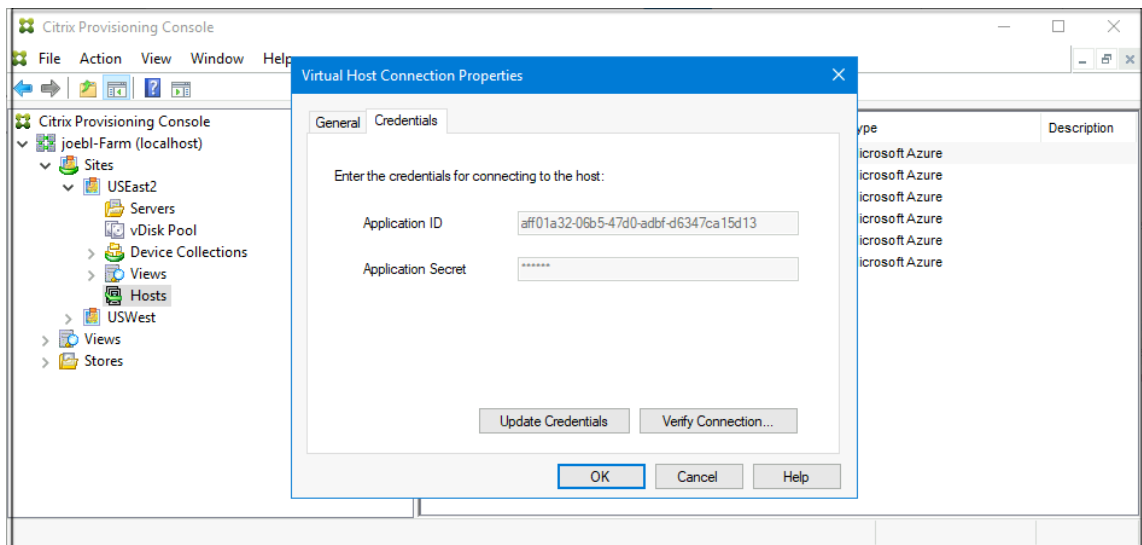 Citrix Provisioning Console
File Action View Window Help
Virtual Host Connection Properties
Citrix Provisioning Console
joebl-Farm (localhost)
Sites
USEast2
Servers
vDisk Pool
Device Collections
Views
Hosts
USWest
Views
Stores
General Credentials
Enter the credentials for connecting to the host:
Application ID aff01a32-06b5-47d0-adbf-d6347ca15d13
Application Secret ******
Update Credentials Verify Connection...
OK Cancel Help
ype Description
icrosoft Azure
icrosoft Azure
icrosoft Azure
icrosoft Azure
icrosoft Azure
icrosoft Azure